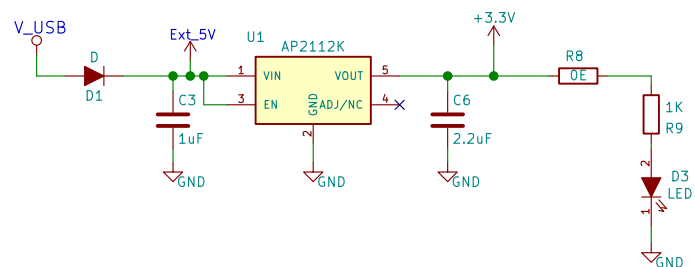 V_USB
D
D1
Ext_5V
C3
1uF
GND
U1
AP2112K
1
VIN
3
EN
GND
2
VOUT
5
ADJ/NC
4
GND
+3.3V
C6
2.2uF
GND
R8
0E
1K
R9
2
D3
LED
1
GND